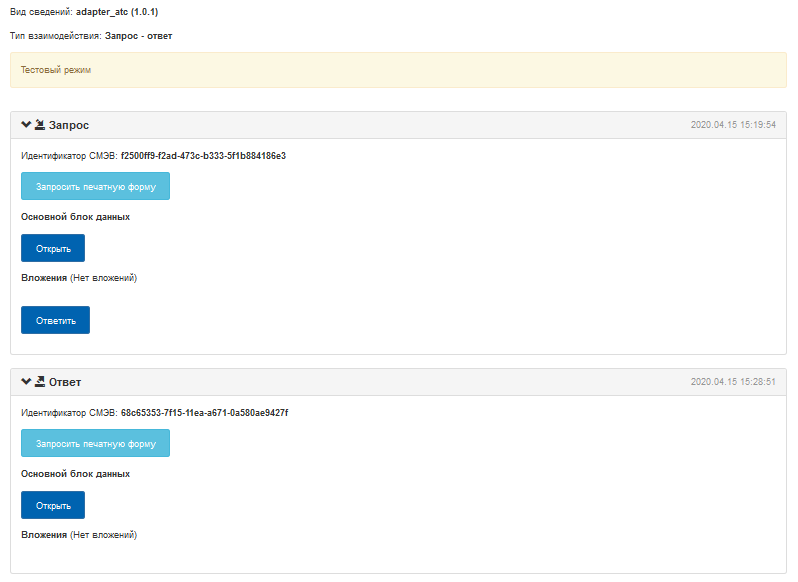 Вид сведений: adapter_atc (1.0.1)
Тип взаимодействия: Запрос - ответ
Тестовый режим
Запрос 2020.04.15 15:19:54
Идентификатор СМЭВ: f2500ff9-f2ad-473c-b333-5f1b884186e3
Запросить печатную форму
Основной блок данных
Открыть
Вложения (Нет вложений)
Ответить
Ответ 2020.04.15 15:28:51
Идентификатор СМЭВ: 68c65353-7f15-11ea-a671-0a580ae9427f
Запросить печатную форму
Основной блок данных
Открыть
Вложения (Нет вложений)